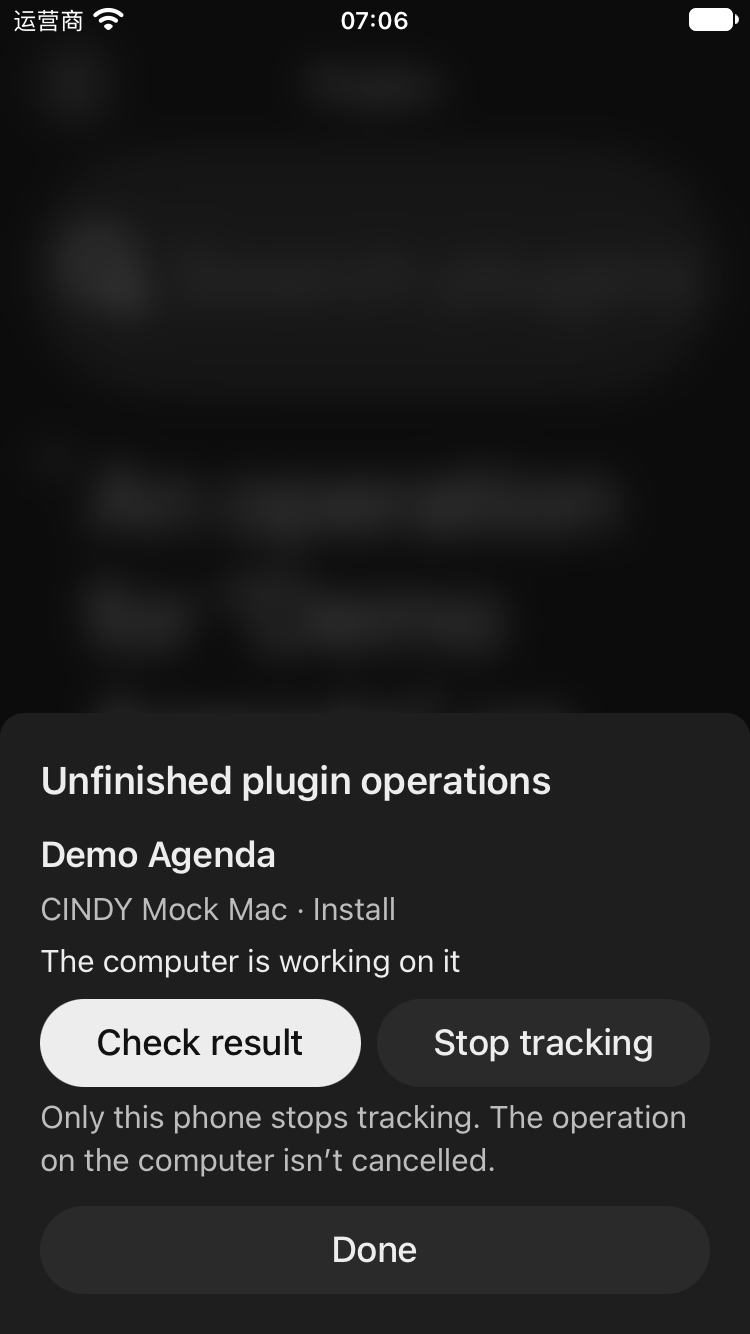 运营商
07:06
Unfinished plugin operations
Demo Agenda
CINDY Mock Mac · Install
The computer is working on it
Check result
Stop tracking
Only this phone stops tracking. The operation
on the computer isn’t cancelled.
Done